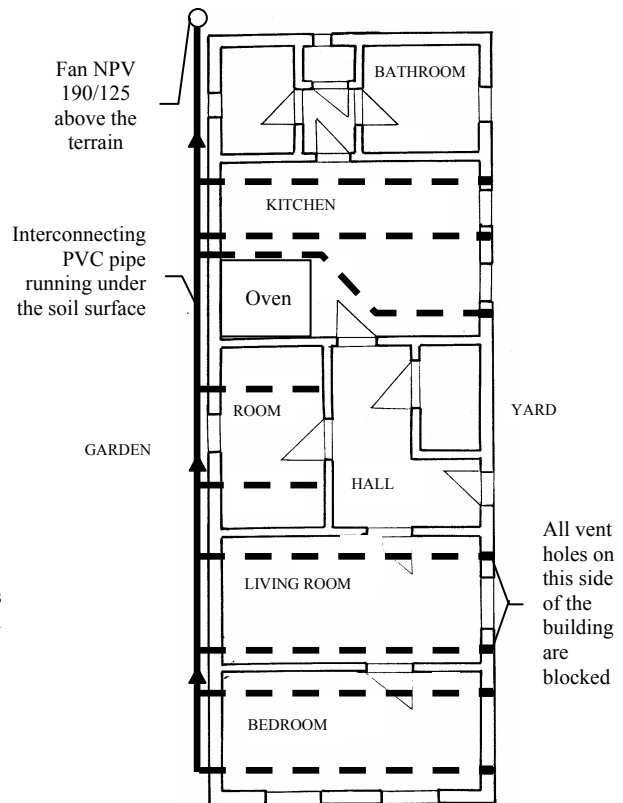 Fan NPV
190/125
above the
terrain
BATHROOM
KITCHEN
Interconnecting
PVC pipe
running under
the soil surface
Oven
ROOM
YARD
GARDEN
HALL
All vent
holes on
this side
of the
building
are
blocked
LIVING ROOM
BEDROOM